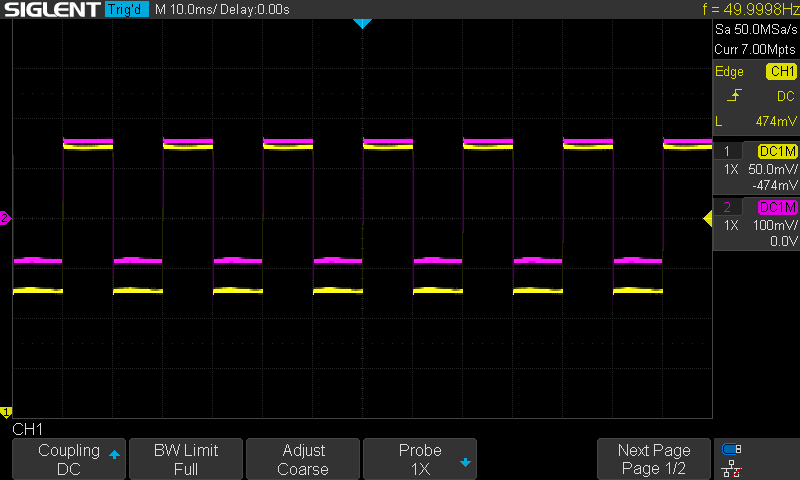 SIGLENT Trig'd M 10.0ms/ Delay:0.00s f = 49.9998Hz
Sa 50.0MSa/s
Curr 7.00Mpts
Edge CH1
DC
L 474mV
1 DC1M
1X 50.0mV/
-474mV
2 DC1M
1X 100mV/
0.0V
2
1
CH1
Coupling
DC
BW Limit
Full
Adjust
Coarse
Probe
1X
Next Page
Page 1/2